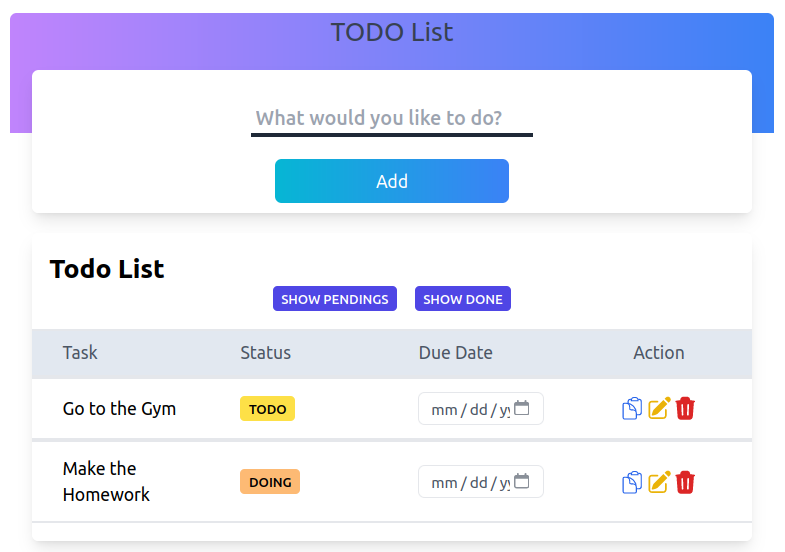 TODO List
What would you like to do?
Add
Todo List
SHOW PENDINGS SHOW DONE
Task Status Due Date Action
Go to the Gym TODO mm / dd / yy
Make the
Homework DOING mm / dd / yy